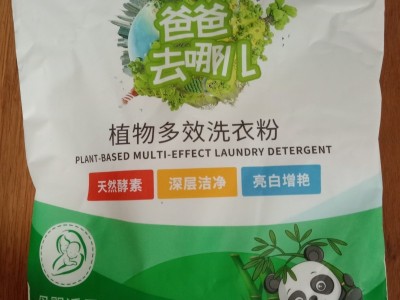 爸爸
去哪儿
植物多效洗衣粉
PLANT-BASED MULTI-EFFECT LAUNDRY DETERGENT
天然酵素 深层洁净 亮白增艳